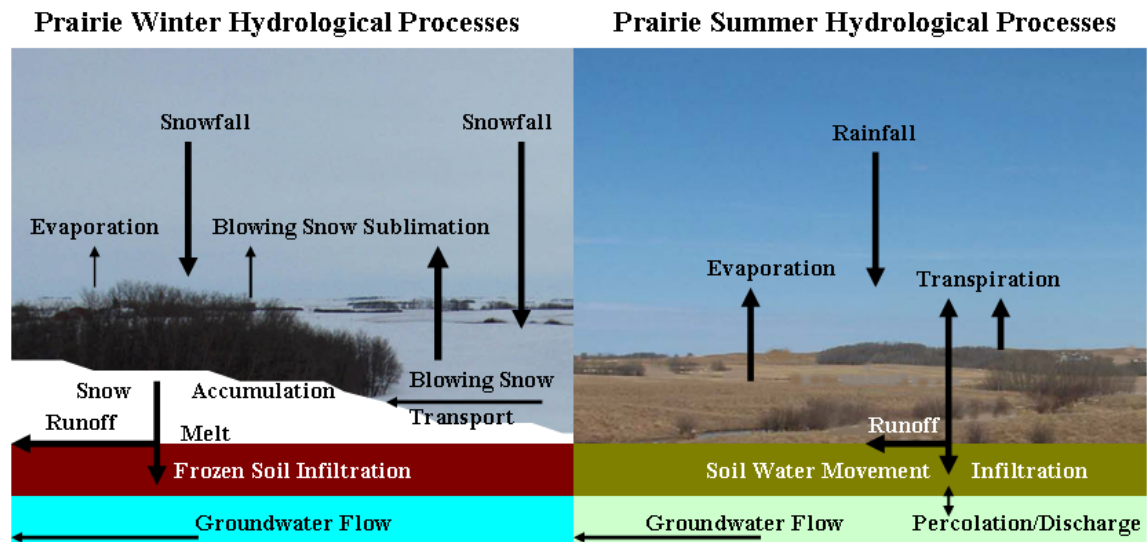 Prairie Winter Hydrological Processes
Snowfall
Snowfall
Evaporation
Blowing Snow Sublimation
Snow
Accumulation
Blowing Snow
Transport
Runoff
Melt
Frozen Soil Infiltration
Groundwater Flow
Prairie Summer Hydrological Processes
Rainfall
Evaporation
Transpiration
Runoff
Soil Water Movement
Infiltration
Groundwater Flow
Percolation/Discharge